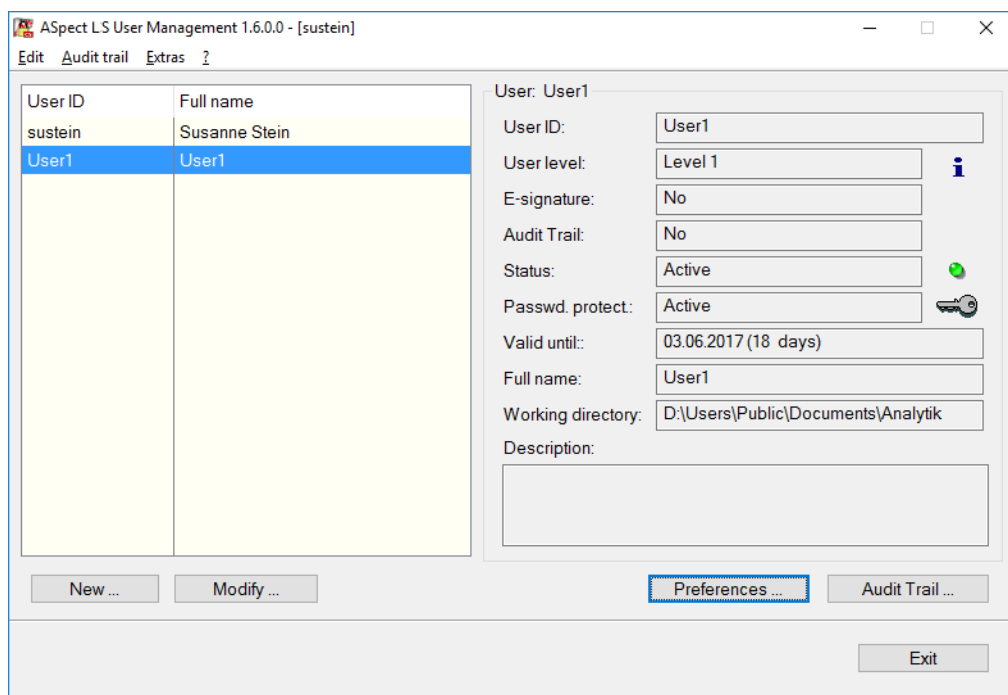 ASpect LS User Management 1.6.0.0 - [sustein]
Edit Audit trail Extras ?
User ID Full name
sustein Susanne Stein
User1 User1
User: User1
User ID: User1
User level: Level 1
E-signature: No
Audit Trail: No
Status: Active
Passwd. protect.: Active
Valid until:: 03.06.2017 (18 days)
Full name: User1
Working directory: D:\Users\Public\Documents\Analytik
Description:
New ... Modify ... Preferences ... Audit Trail ...
Exit